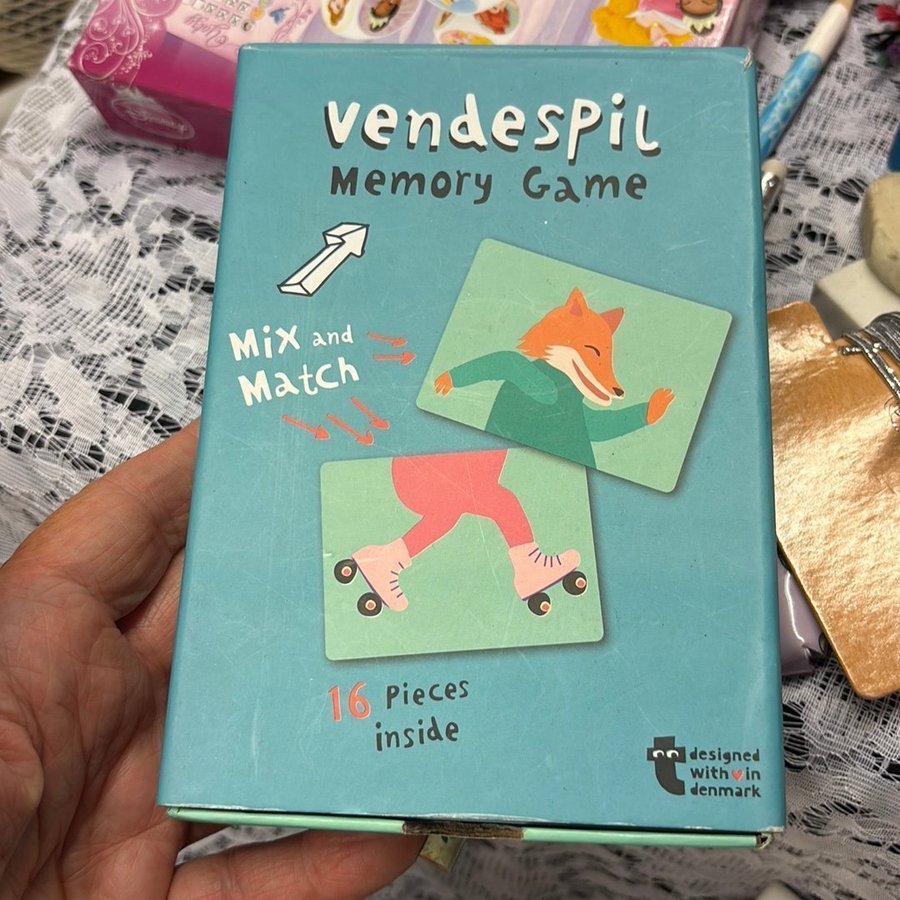 vendespil
Memory Game
Mix and
Match
16 Pieces
inside
designed
with in
denmark